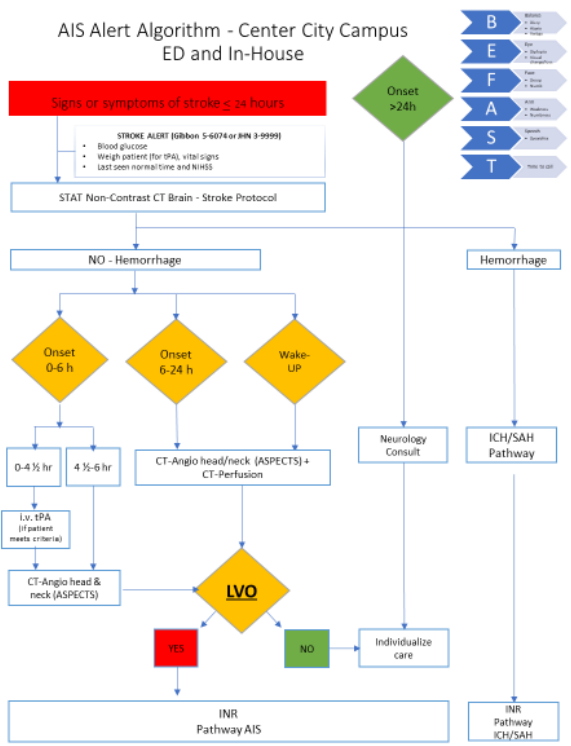 AIS Alert Algorithm - Center City Campus
ED and In-House
B
Balance
E
Eye
F
Face
A
Arm
S
Speech
T
Onset
>24h
Signs or symptoms of stroke ≤ 24 hours
STROKE ALERT (Gibbon 5-6074 or JHN 3-9999)
• Blood glucose
• Weigh patient (for tPA), vital signs
• Last seen normal time and NIHSS
STAT Non-Contrast CT Brain - Stroke Protocol
NO - Hemorrhage
Hemorrhage
Onset
0-6 h
Onset
6-24 h
Wake-
UP
0-4 ½ hr
4 ½-6 hr
CT-Angio head/neck (ASPECTS) +
CT-Perfusion
Neurology
Consult
ICH/SAH
Pathway
i.v. tPA
(if patient
meets criteria)
CT-Angio head &
neck (ASPECTS)
LVO
YES
NO
Individualize
care
INR
Pathway AIS
INR
Pathway
ICH/SAH